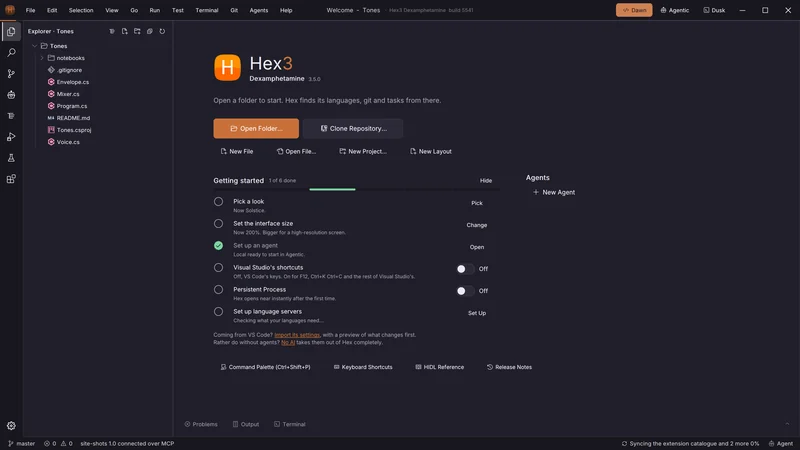 File Edit Selection View Go Run Test Terminal Git Agents Help
Welcome - Tones - Hex3 Dexamphetamine build 5941
Dawn Agentic Dusk
Explorer · Tones
Tones
notebooks
.gitignore
Envelope.cs
Mixer.cs
Program.cs
README.md
Tones.csproj
Voice.cs
Hex3
Dexamphetamine 3.5.0
Open a folder to start. Hex finds its languages, git and tasks from there.
Open Folder... Clone Repository...
New File Open File... New Project... New Layout
Getting started 1 of 6 done Hide
Pick a look
Now Solstice.
Pick
Set the interface size
Now 200%. Bigger for a high-resolution screen.
Change
Set up an agent
Local ready to start in Agentic.
Open
Visual Studio's shortcuts
Off, VS Code's keys. On for F12, Ctrl+K Ctrl+C and the rest of Visual Studio's.
Off
Persistent Process
Hex opens near instantly after the first time.
Off
Set up language servers
Checking what your languages need...
Set Up
Coming from VS Code? Import its settings, with a preview of what changes first.
Rather do without agents? No AI takes them out of Hex completely.
Agents
New Agent
Command Palette (Ctrl+Shift+P) Keyboard Shortcuts HIDL Reference Release Notes
Problems Output Terminal
master 0 0 site-shots 1.0 connected over MCP
Syncing the extension catalogue and 2 more 0% Agent